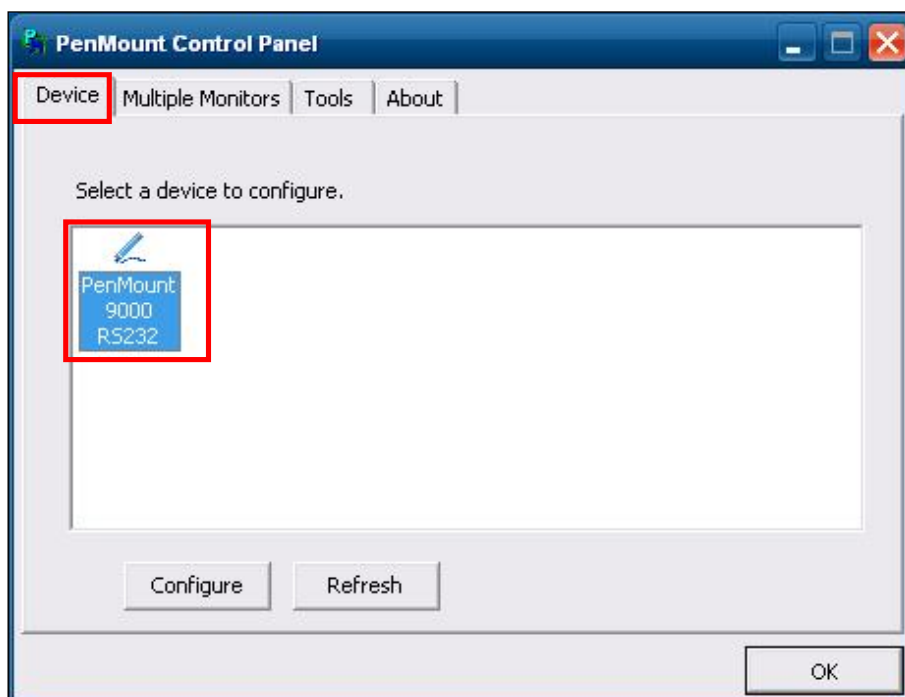 PenMount Control Panel
Device Multiple Monitors Tools About
Select a device to configure.
PenMount
9000
RS232
Configure Refresh
OK